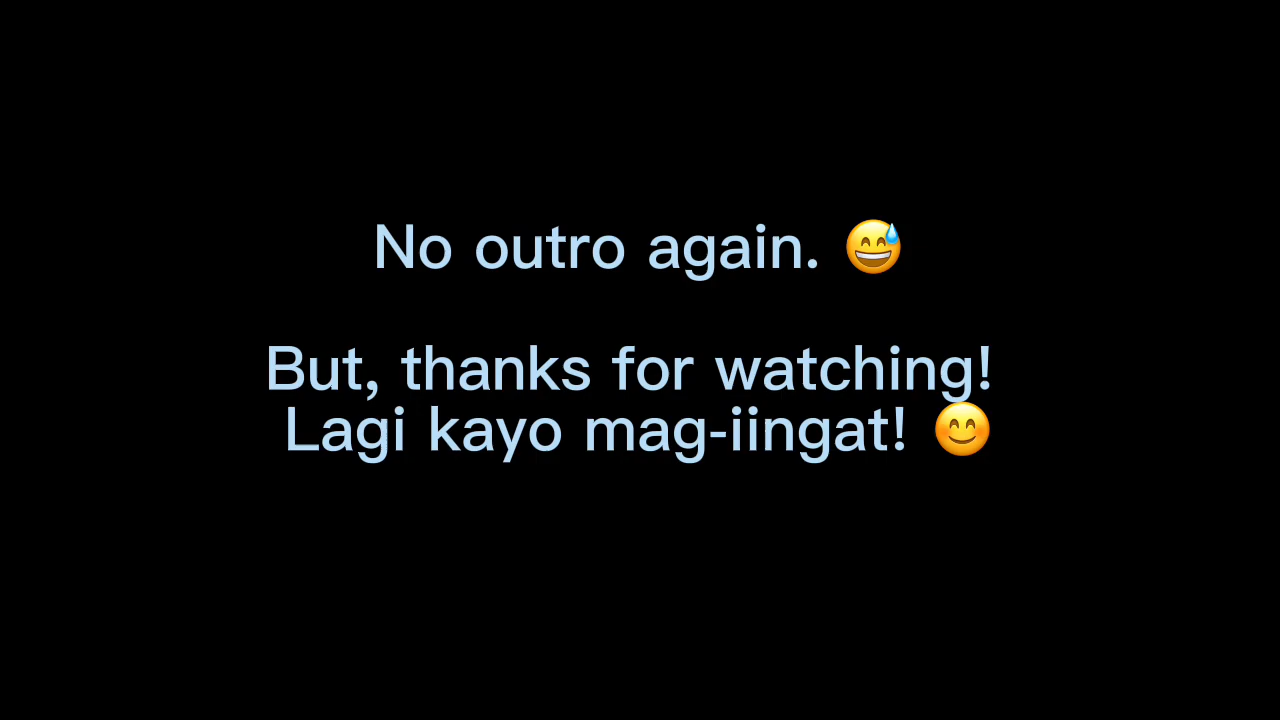 No outro again. 😅
But, thanks for watching!
Lagi kayo mag-iingat! 😊